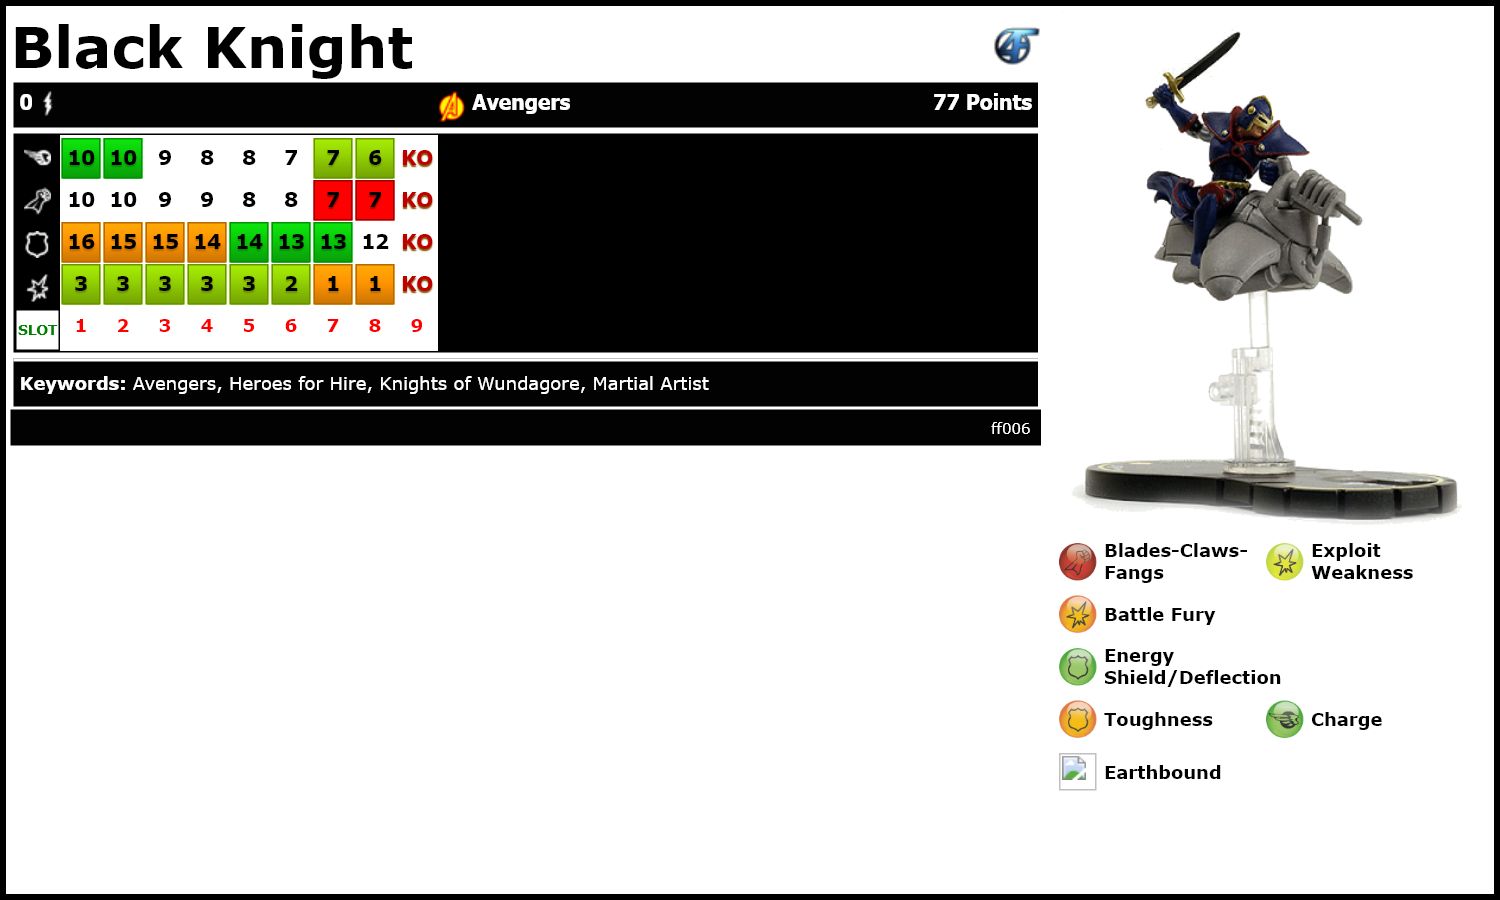 Black Knight
0 Avengers 77 Points
10 10 9 8 8 7 7 6 KO
10 10 9 9 8 8 7 7 KO
16 15 15 14 14 13 13 12 KO
3 3 3 3 3 2 1 1 KO
SLOT 1 2 3 4 5 6 7 8 9
Keywords: Avengers, Heroes for Hire, Knights of Wundagore, Martial Artist
ff006
Blades-Claws-
Fangs
Exploit
Weakness
Battle Fury
Energy
Shield/Deflection
Toughness
Charge
Earthbound